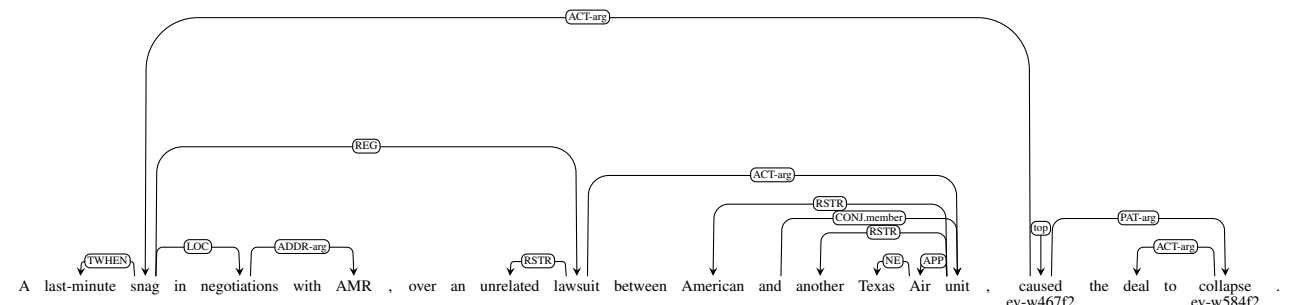 ACT-arg
REG
ACT-arg
RSTR
CONJ.member PAT-arg
top
RSTR
LOC ADDR-arg ACT-arg
TWHEN RSTR NE APP
A last-minute snag in negotiations with AMR , over an unrelated lawsuit between American and another Texas Air unit , caused the deal to collapse .
ev-w467f2 ev-w584f2